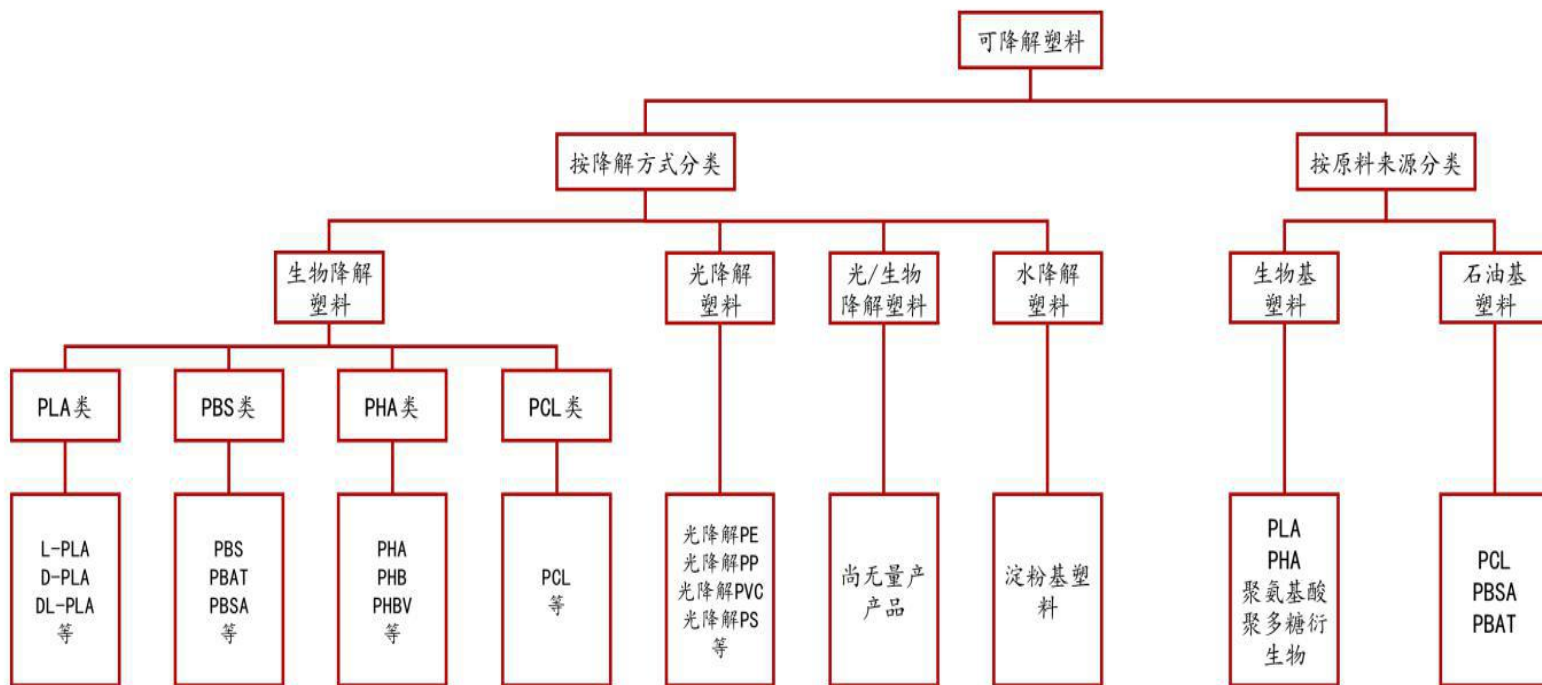 可降解塑料
按降解方式分类
按原料来源分类
生物降解
塑料
光降解
塑料
光/生物
降解塑料
水降解
塑料
生物基
塑料
石油基
塑料
PLA类
PBS类
PHA类
PCL类
L-PLA
D-PLA
DL-PLA
等
PBS
PBAT
PBSA
等
PHA
PHB
PHBV
等
PCL
等
光降解PE
光降解PP
光降解PVC
光降解PS
等
尚无量产
产品
淀粉基塑
料
PLA
PHA
聚氨基酸
聚多糖衍
生物
PCL
PBSA
PBAT